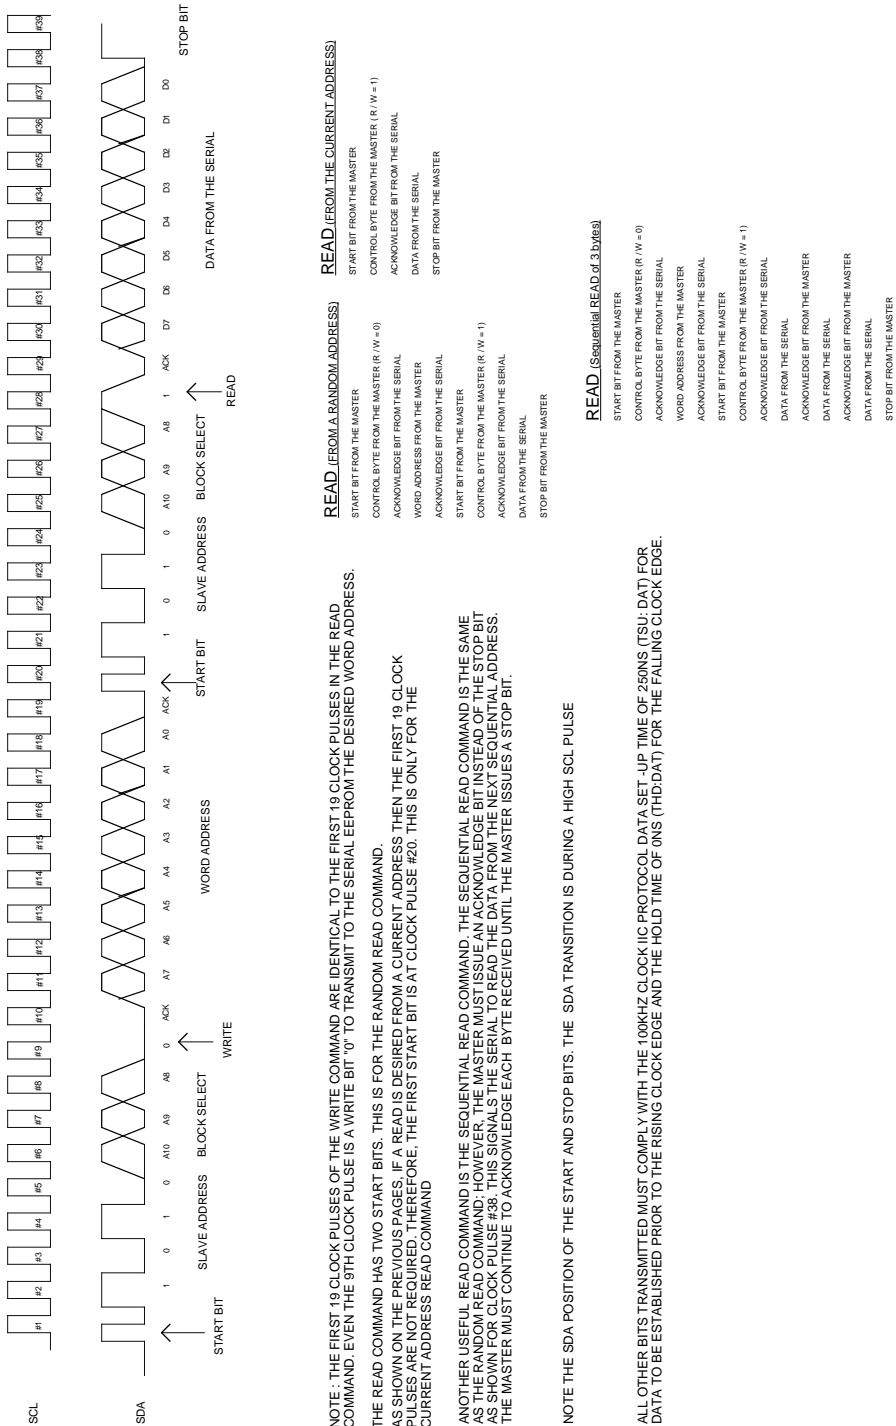 SCL
#1 #2 #3 #4 #5 #6 #7 #8 #9 #10 #11 #12 #13 #14 #15 #16 #17 #18 #19 #20 #21 #22 #23 #24 #25 #26 #27 #28 #29 #30 #31 #32 #33 #34 #35 #36 #37 #38 #39
SDA
1 0 1 0 A10 A9 A8 0 ACK A7 A6 A5 A4 A3 A2 A1 A0 ACK 1 0 1 0 A10 A9 A8 1 ACK D7 D6 D5 D4 D3 D2 D1 D0
STOP BIT
SLAVE ADDRESS BLOCK SELECT WORD ADDRESS SLAVE ADDRESS BLOCK SELECT DATA FROM THE SERIAL
START BIT WRITE START BIT READ
NOTE : THE FIRST 19 CLOCK PULSES OF THE WRITE COMMAND ARE IDENTICAL TO THE FIRST 19 CLOCK PULSES IN THE READ
COMMAND. EVEN THE 9TH CLOCK PULSE IS A WRITE BIT "0" TO TRANSMIT TO THE SERIAL EEPROM THE DESIRED WORD ADDRESS.
THE READ COMMAND HAS TWO START BITS. THIS IS FOR THE RANDOM READ COMMAND.
AS SHOWN ON THE PREVIOUS PAGES, IF A READ IS DESIRED FROM A CURRENT ADDRESS THEN THE FIRST 19 CLOCK
PULSES ARE NOT REQUIRED. THEREFORE, THE FIRST START BIT IS AT CLOCK PULSE #20. THIS IS ONLY FOR THE
CURRENT ADDRESS READ COMMAND
ANOTHER USEFUL READ COMMAND IS THE SEQUENTIAL READ COMMAND. THE SEQUENTIAL READ COMMAND IS THE SAME
AS THE RANDOM READ COMMAND; HOWEVER, THE MASTER MUST ISSUE AN ACKNOWLEDGE BIT INSTEAD OF THE STOP BIT
AS SHOWN FOR CLOCK PULSE #38. THIS SIGNALS THE SERIAL TO READ THE DATA FROM THE NEXT SEQUENTIAL ADDRESS.
THE MASTER MUST CONTINUE TO ACKNOWLEDGE EACH BYTE RECEIVED UNTIL THE MASTER ISSUES A STOP BIT.
NOTE THE SDA POSITION OF THE START AND STOP BITS. THE SDA TRANSITION IS DURING A HIGH SCL PULSE
ALL OTHER BITS TRANSMITTED MUST COMPLY WITH THE 100KHZ CLOCK IIC PROTOCOL DATA SET -UP TIME OF 250NS (TSU: DAT) FOR
DATA TO BE ESTABLISHED PRIOR TO THE RISING CLOCK EDGE AND THE HOLD TIME OF 0NS (THD:DAT) FOR THE FALLING CLOCK EDGE.
READ (FROM A RANDOM ADDRESS)
START BIT FROM THE MASTER
CONTROL BYTE FROM THE MASTER (R / W = 0)
ACKNOWLEDGE BIT FROM THE SERIAL
WORD ADDRESS FROM THE MASTER
ACKNOWLEDGE BIT FROM THE SERIAL
START BIT FROM THE MASTER
CONTROL BYTE FROM THE MASTER (R / W = 1)
ACKNOWLEDGE BIT FROM THE SERIAL
DATA FROM THE SERIAL
STOP BIT FROM THE MASTER
READ (FROM THE CURRENT ADDRESS)
START BIT FROM THE MASTER
CONTROL BYTE FROM THE MASTER ( R / W = 1)
ACKNOWLEDGE BIT FROM THE SERIAL
DATA FROM THE SERIAL
STOP BIT FROM THE MASTER
READ (Sequential READ of 3 bytes)
START BIT FROM THE MASTER
CONTROL BYTE FROM THE MASTER (R / W = 0)
ACKNOWLEDGE BIT FROM THE SERIAL
WORD ADDRESS FROM THE MASTER
ACKNOWLEDGE BIT FROM THE SERIAL
START BIT FROM THE MASTER
CONTROL BYTE FROM THE MASTER (R / W = 1)
ACKNOWLEDGE BIT FROM THE SERIAL
DATA FROM THE SERIAL
ACKNOWLEDGE BIT FROM THE MASTER
DATA FROM THE SERIAL
ACKNOWLEDGE BIT FROM THE MASTER
DATA FROM THE SERIAL
STOP BIT FROM THE MASTER